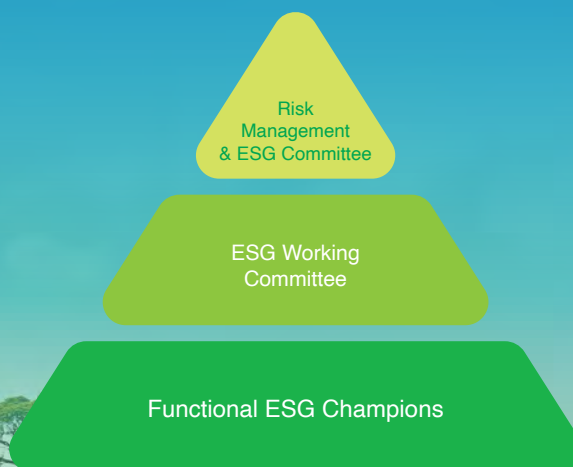 Risk
Management
& ESG Committee
ESG Working
Committee
Functional ESG Champions